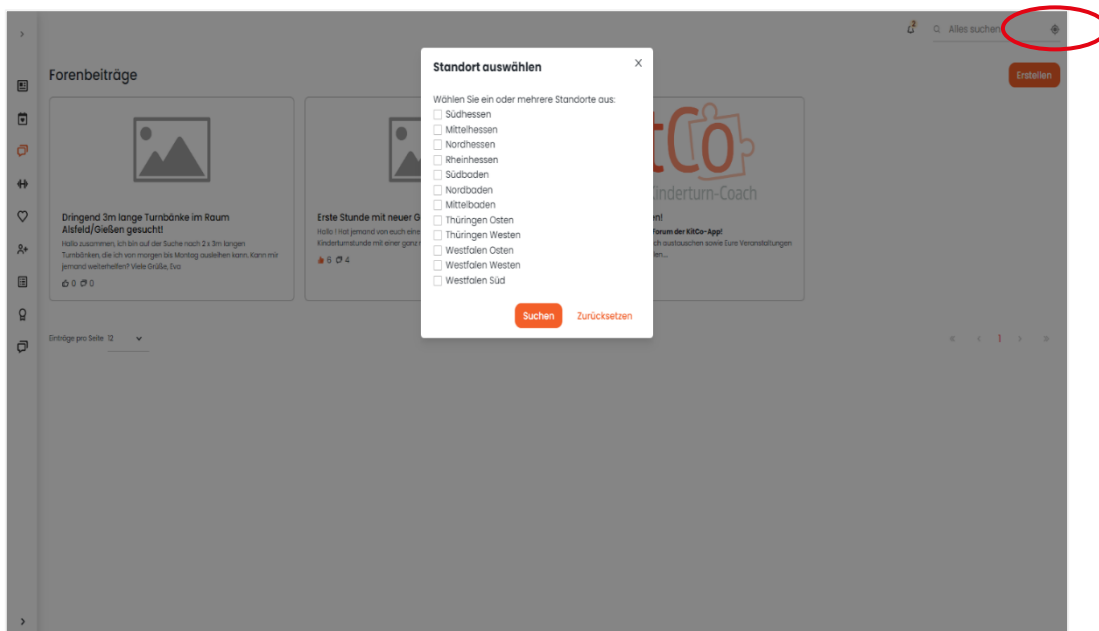 2
Alles suchen
Forenbeiträge
Erstellen
Dringend 3m lange Turnbänke im Raum
Alsfeld/Gießen gesucht!
Hallo zusammen, ich bin auf der Suche nach 2 x 3m langen
Turnbänken, die ich von morgen bis Montag ausleihen kann. Kann mir
jemand weiterhelfen? Viele Grüße, Eva
0 0
Erste Stunde mit neuer G
Hallo ! Hat jemand von euch eine
Kinderturnstunde mit einer ganz
6 4
tCo
inderturn-Coach
n!
Forum der KitCo-App!
ch austauschen sowie Eure Veranstaltungen
en...
Standort auswählen
X
Wählen Sie ein oder mehrere Standorte aus:
Südhessen
Mittelhessen
Nordhessen
Rheinhessen
Südbaden
Nordbaden
Mittelbaden
Thüringen Osten
Thüringen Westen
Westfalen Osten
Westfalen Westen
Westfalen Süd
Suchen Zurücksetzen
Einträge pro Seite 12
« < 1 > »